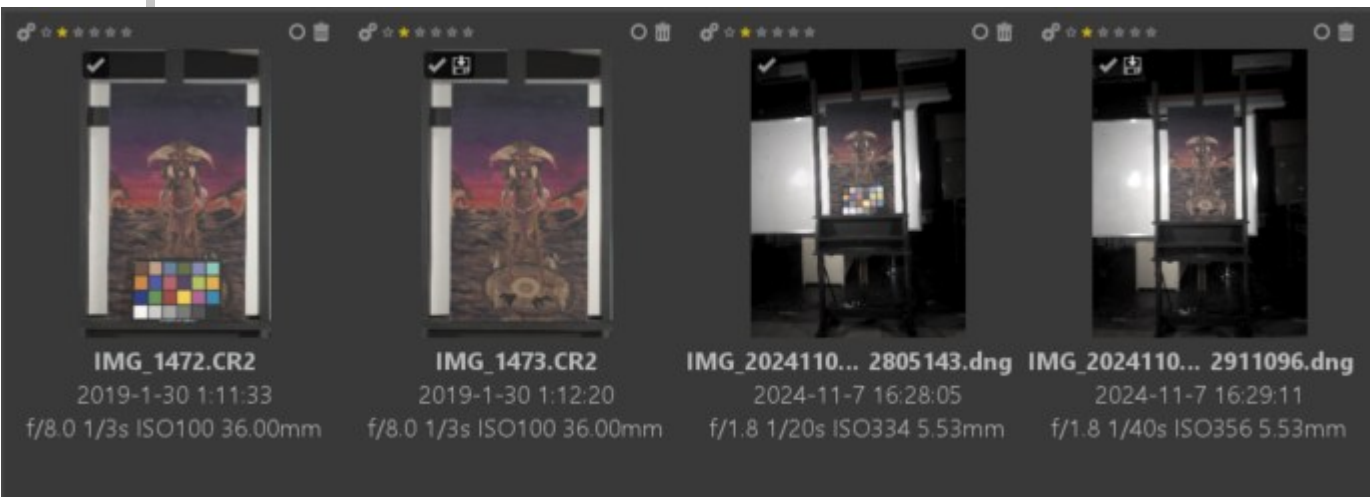 IMG_1472.CR2
2019-1-30 1:11:33
f/8.0 1/3s ISO100 36.00mm
IMG_1473.CR2
2019-1-30 1:12:20
f/8.0 1/3s ISO100 36.00mm
IMG_2024110... 2805143.dng
2024-11-7 16:28:05
f/1.8 1/20s ISO334 5.53mm
IMG_2024110... 2911096.dng
2024-11-7 16:29:11
f/1.8 1/40s ISO356 5.53mm